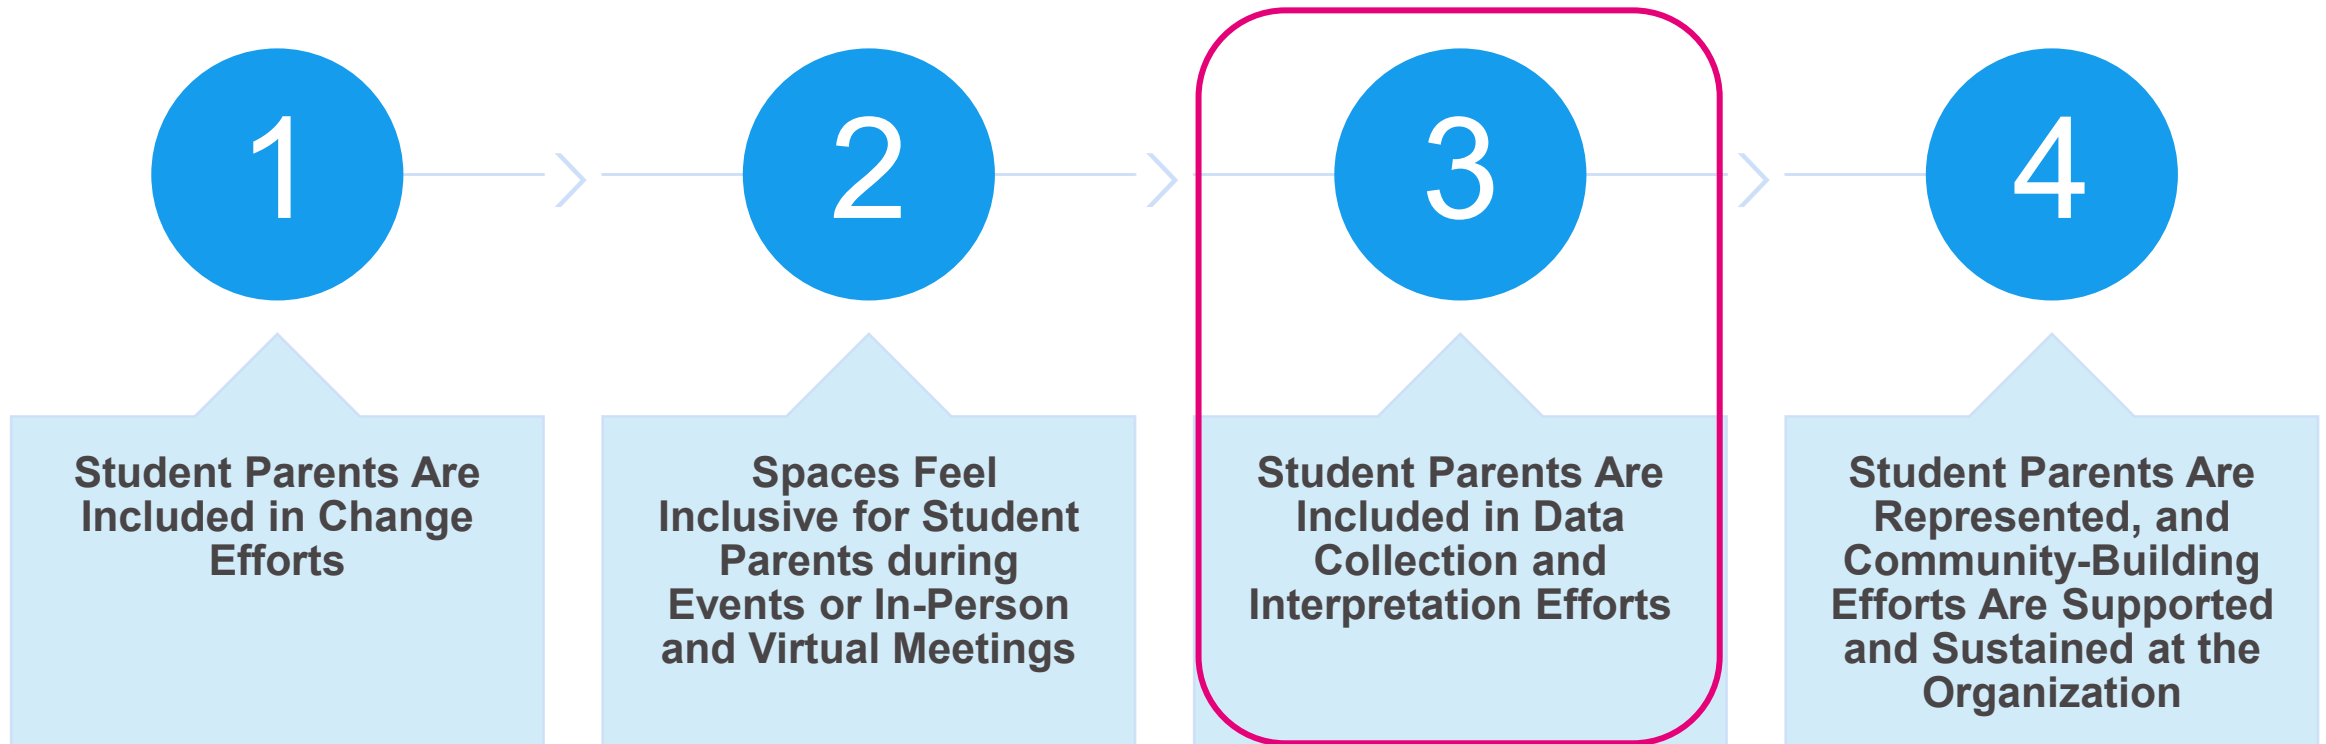 1
Student Parents Are
Included in Change
Efforts
2
Spaces Feel
Inclusive for Student
Parents during
Events or In-Person
and Virtual Meetings
3
Student Parents Are
Included in Data
Collection and
Interpretation Efforts
4
Student Parents Are
Represented, and
Community-Building
Efforts Are Supported
and Sustained at the
Organization